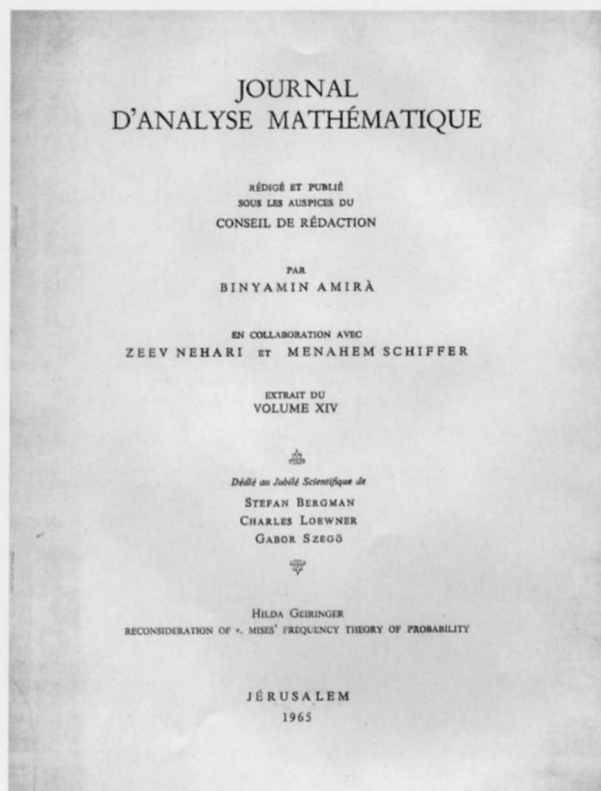 JOURNAL
D'ANALYSE MATHÉMATIQUE
RÉDIGÉ ET PUBLIÉ
SOUS LES AUSPICES DU
CONSEIL DE RÉDACTION
PAR
BINYAMIN AMIRÀ
EN COLLABORATION AVEC
ZEEV NEHARI ET MENAHEM SCHIFFER
EXTRAIT DU
VOLUME XIV
Dédié au Jubilé Scientifique de
STEFAN BERGMAN
CHARLES LOEWNER
GABOR SZEGÖ
HILDA GEIRINGER
RECONSIDERATION OF v. MISES' FREQUENCY THEORY OF PROBABILITY
JÉRUSALEM
1965